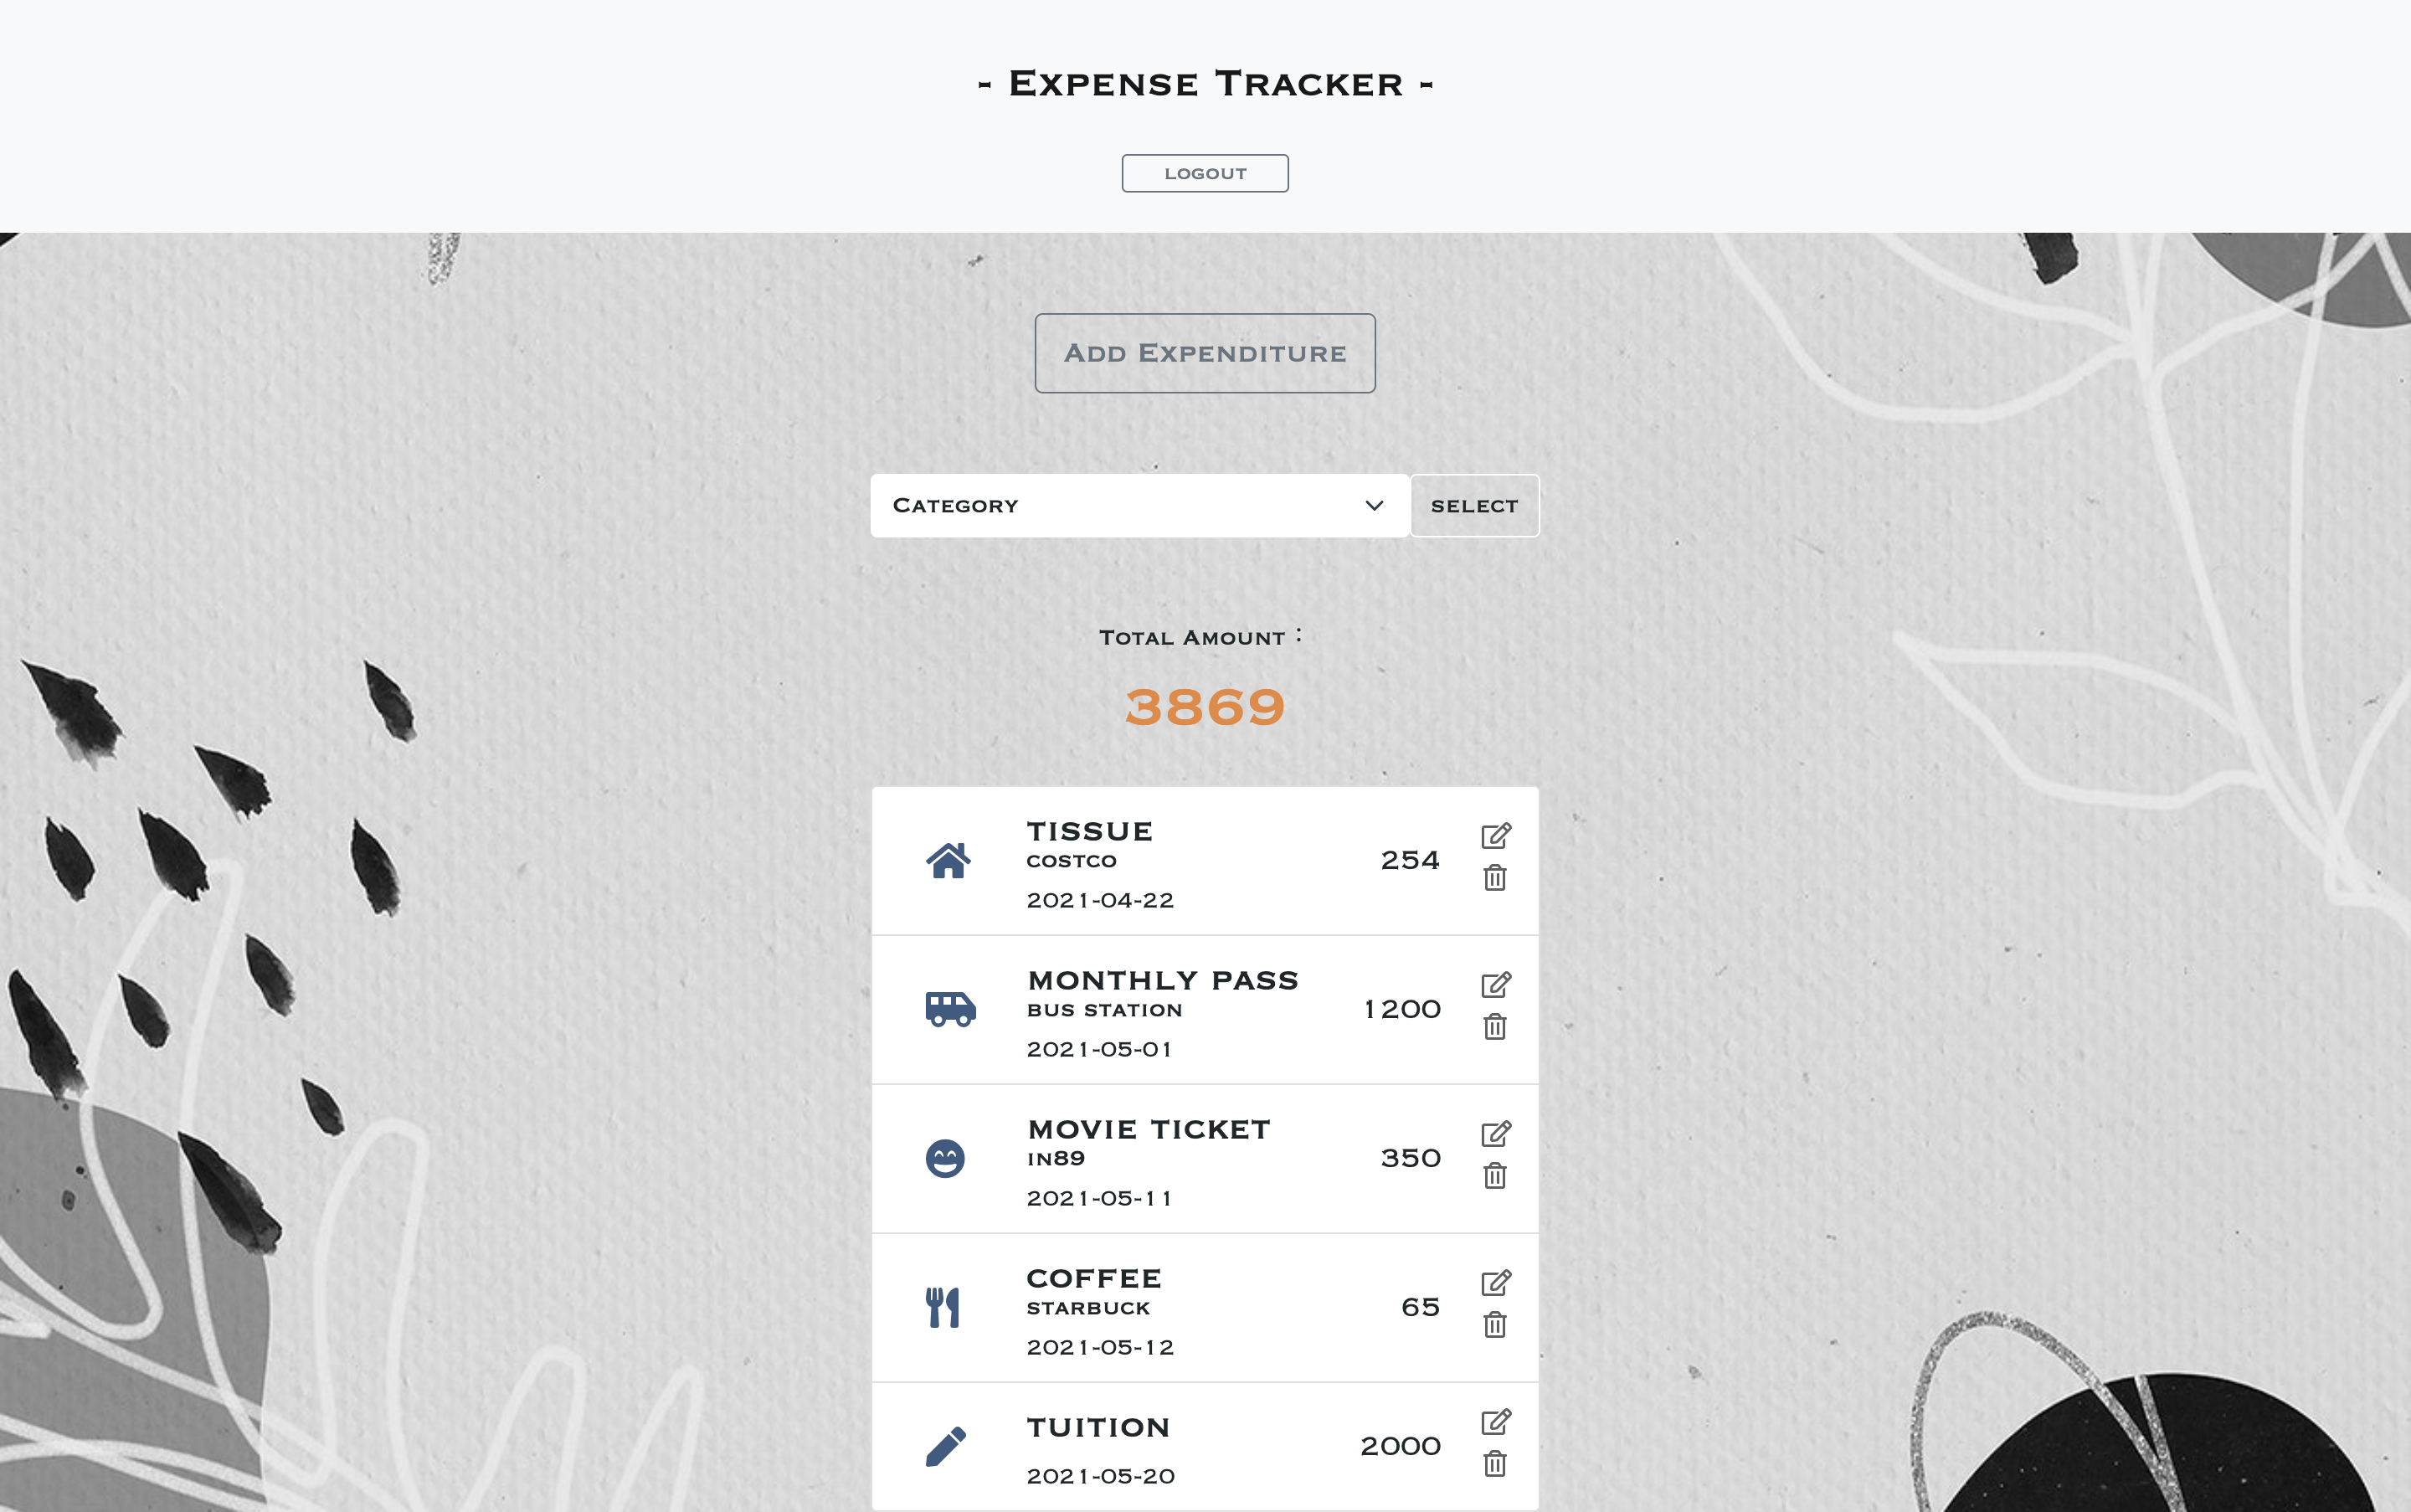 - Expense Tracker -
LOGOUT
Add Expenditure
Category
SELECT
Total Amount：
3869
TISSUE
COSTCO
254
2021-04-22
MONTHLY PASS
BUS STATION
1200
2021-05-01
MOVIE TICKET
IN89
350
2021-05-11
COFFEE
STARBUCK
65
2021-05-12
TUITION
2000
2021-05-20